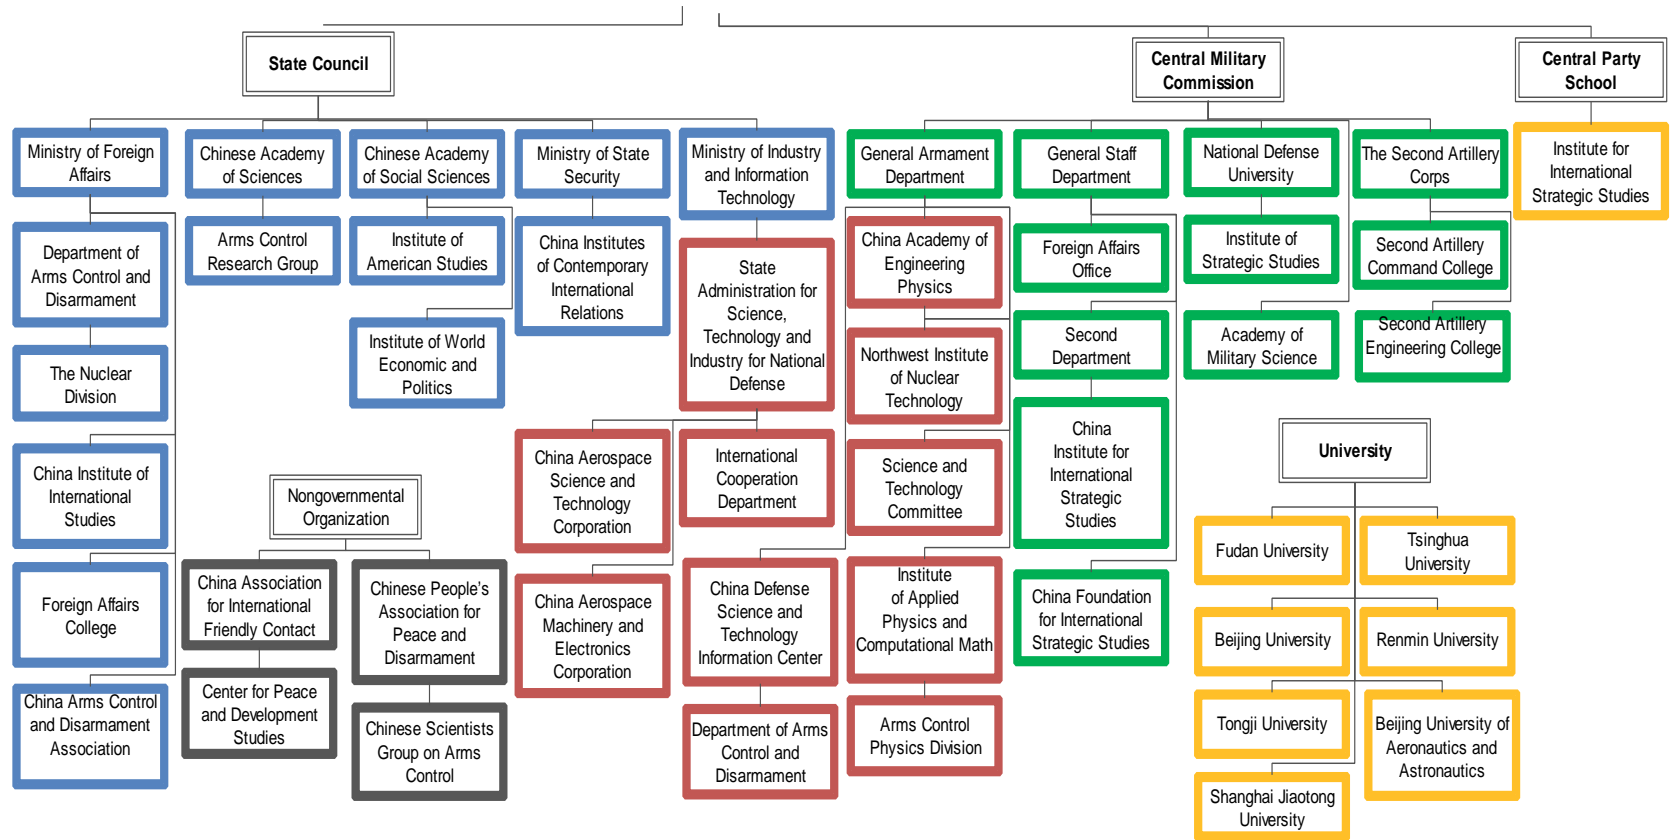 State Council
Central Military
Commission
Central Party
School
Ministry of Foreign
Affairs
Chinese Academy
of Sciences
Chinese Academy
of Social Sciences
Ministry of State
Security
Ministry of Industry
and Information
Technology
General Armament
Department
General Staff
Department
National Defense
University
The Second Artillery
Corps
Institute for
International
Strategic Studies
Department of
Arms Control and
Disarmament
Arms Control
Research Group
Institute of
American Studies
China Institutes
of Contemporary
International
Relations
State
Administration for
Science,
Technology and
Industry for National
Defense
China Academy of
Engineering
Physics
Foreign Affairs
Office
Institute of
Strategic Studies
Second Artillery
Command College
The Nuclear
Division
Institute of World
Economic and
Politics
Northwest Institute
of Nuclear
Technology
Second
Department
Academy of
Military Science
Second Artillery
Engineering College
China Institute of
International
Studies
Nongovernmental
Organization
China Aerospace
Science and
Technology
Corporation
International
Cooperation
Department
Science and
Technology
Committee
China
Institute for
International
Strategic
Studies
University
Fudan University
Tsinghua
University
Foreign Affairs
College
China Association
for International
Friendly Contact
Chinese People's
Association for
Peace and
Disarmament
China Aerospace
Machinery and
Electronics
Corporation
China Defense
Science and
Technology
Information Center
Institute
of Applied
Physics and
Computational Math
China Foundation
for International
Strategic Studies
Beijing University
Renmin University
China Arms Control
and Disarmament
Association
Center for Peace
and Development
Studies
Chinese Scientists
Group on Arms
Control
Department of Arms
Control and
Disarmament
Arms Control
Physics Division
Tongji University
Beijing University of
Aeronautics and
Astronautics
Shanghai Jiaotong
University